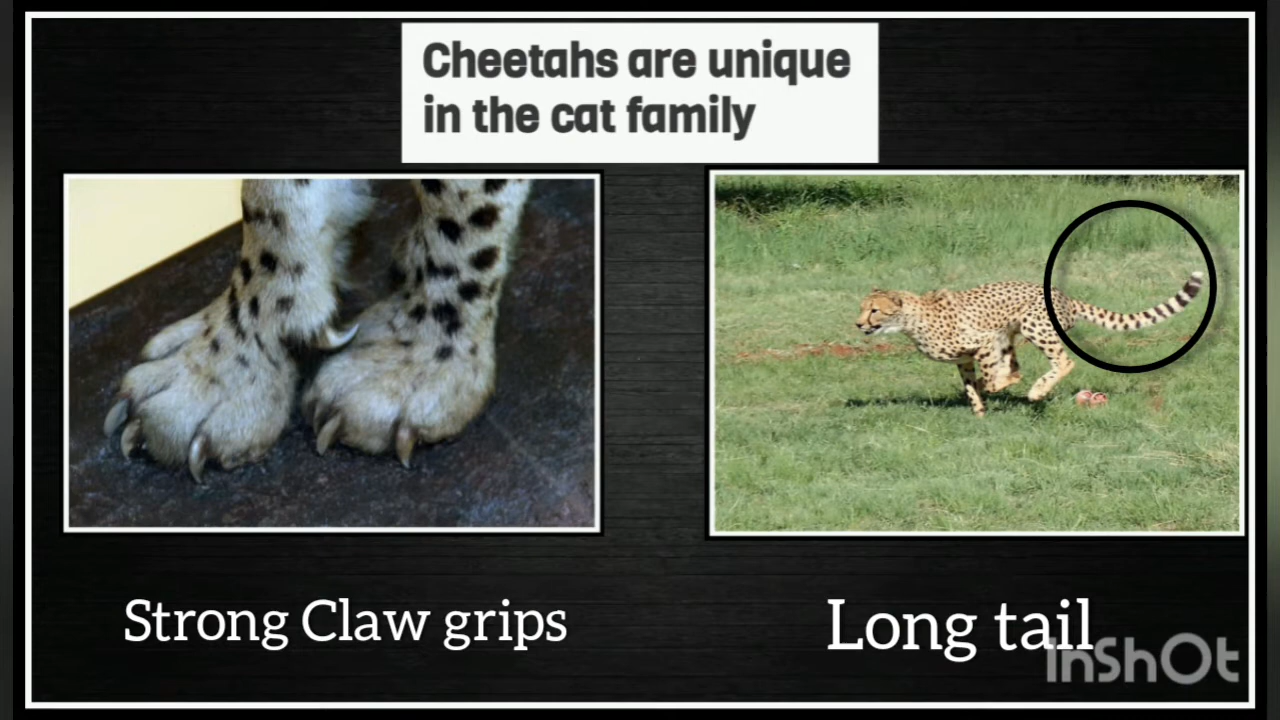 Cheetahs are unique
in the cat family
Strong Claw grips
Long tail
InShOt